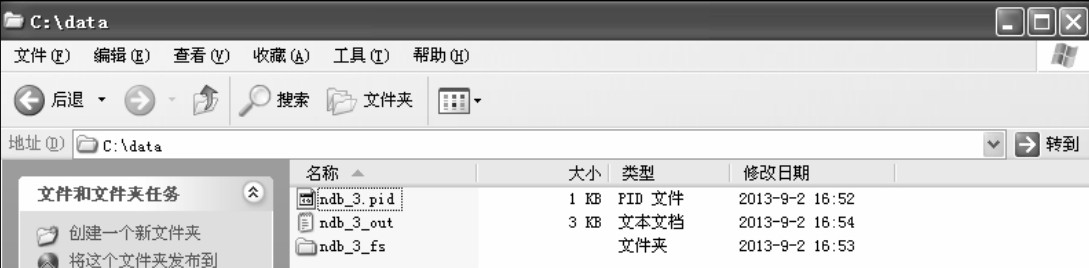 C:\data
文件(F) 编辑(E) 查看(V) 收藏(A) 工具(T) 帮助(H)
后退 搜索 文件夹
地址(D) C:\data 转到
名称 大小 类型 修改日期
文件和文件夹任务
ndb_3.pid 1 KB PID 文件 2013-9-2 16:52
ndb_3_out 3 KB 文本文档 2013-9-2 16:54
创建一个新文件夹
ndb_3_fs 文件夹 2013-9-2 16:53
将这个文件夹发布到